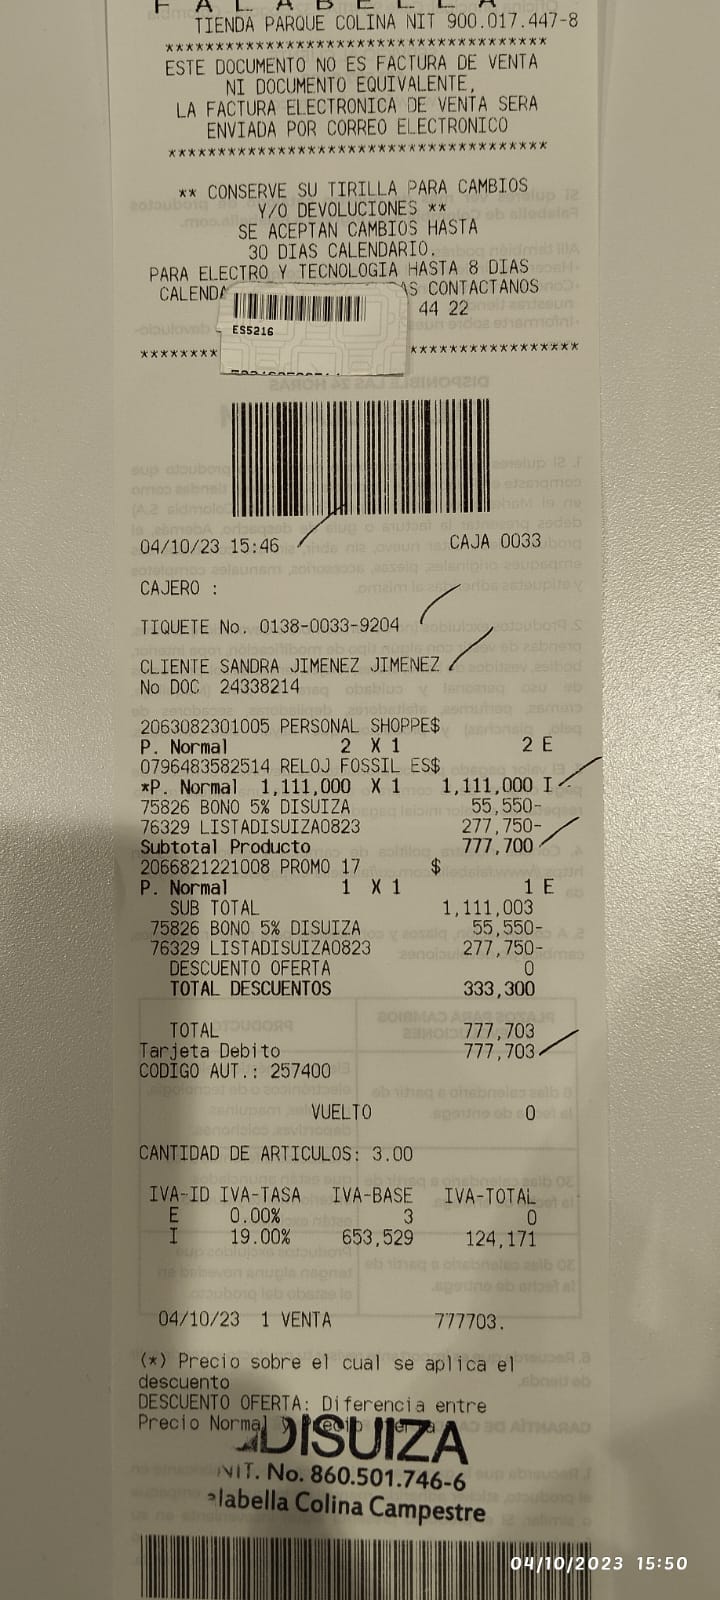 FALABELLA
TIENDA PARQUE COLINA NIT 900.017.447-8
****************************************
ESTE DOCUMENTO NO ES FACTURA DE VENTA
NI DOCUMENTO EQUIVALENTE,
LA FACTURA ELECTRONICA DE VENTA SERA
ENVIADA POR CORREO ELECTRONICO
****************************************
** CONSERVE SU TIRILLA PARA CAMBIOS
Y/O DEVOLUCIONES **
SE ACEPTAN CAMBIOS HASTA
30 DIAS CALENDARIO.
PARA ELECTRO Y TECNOLOGIA HASTA 8 DIAS
CALENDA AS CONTACTANOS
44 22
ES5216
******** ******************
04/10/23 15:46 CAJA 0033
CAJERO :
TIQUETE No. 0138-0033-9204
CLIENTE SANDRA JIMENEZ JIMENEZ
No DOC 24338214
2063082301005 PERSONAL SHOPPE$
P. Normal 2 X 1 2 E
0796483582514 RELOJ FOSSIL ES$
*P. Normal 1,111,000 X 1 1,111,000 I
75826 BONO 5% DISUIZA 55,550-
76329 LISTADISUIZA0823 277,750-
Subtotal Producto 777,700
2066821221008 PROMO 17 $
P. Normal 1 X 1 1 E
SUB TOTAL 1,111,003
75826 BONO 5% DISUIZA 55,550-
76329 LISTADISUIZA0823 277,750-
DESCUENTO OFERTA 0
TOTAL DESCUENTOS 333,300
TOTAL 777,703
Tarjeta Debito 777,703
CODIGO AUT.: 257400
VUELTO 0
CANTIDAD DE ARTICULOS: 3.00
IVA-ID IVA-TASA IVA-BASE IVA-TOTAL
E 0.00% 3 0
I 19.00% 653,529 124,171
04/10/23 1 VENTA 777703.
(*) Precio sobre el cual se aplica el
descuento
DESCUENTO OFERTA: Diferencia entre
Precio Normal y Precio Oferta
DISUIZA
NIT. No. 860.501.746-6
alabella Colina Campestre
04/10/2023 15:50